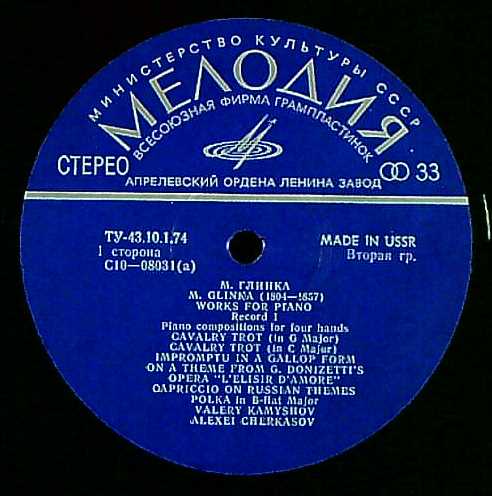 МИНИСТЕРСТВО КУЛЬТУРЫ СССР
МЕЛОДИЯ
ВСЕСОЮЗНАЯ ФИРМА ГРАМПЛАСТИНОК
СТЕРЕО
33
АПРЕЛЕВСКИЙ ОРДЕНА ЛЕНИНА ЗАВОД
ТУ-43.10.1.74
MADE IN USSR
1 сторона
Вторая гр.
С10—08031(а)
М. ГЛИНКА
M. GLINKA (1804—1857)
WORKS FOR PIANO
Record 1
Piano compositions for four hands
CAVALRY TROT (in G Major)
CAVALRY TROT (in C Major)
IMPROMPTU IN A GALLOP FORM
ON A THEME FROM G. DONIZETTI'S
OPERA "L'ELISIR D'AMORE"
CAPRICCIO ON RUSSIAN THEMES
POLKA in B-flat Major
VALERY KAMYSHOV
ALEXEI CHERKASOV